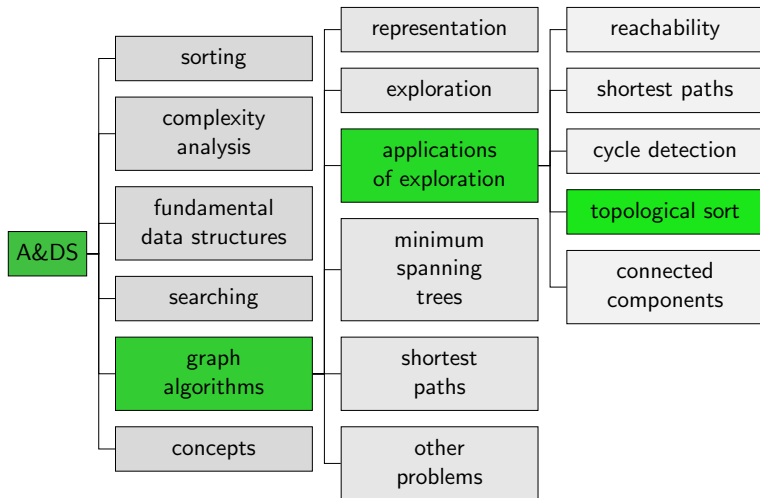 A&DS
sorting
complexity
analysis
fundamental
data structures
searching
graph
algorithms
concepts
representation
exploration
applications
of exploration
minimum
spanning
trees
shortest
paths
other
problems
reachability
shortest paths
cycle detection
topological sort
connected
components